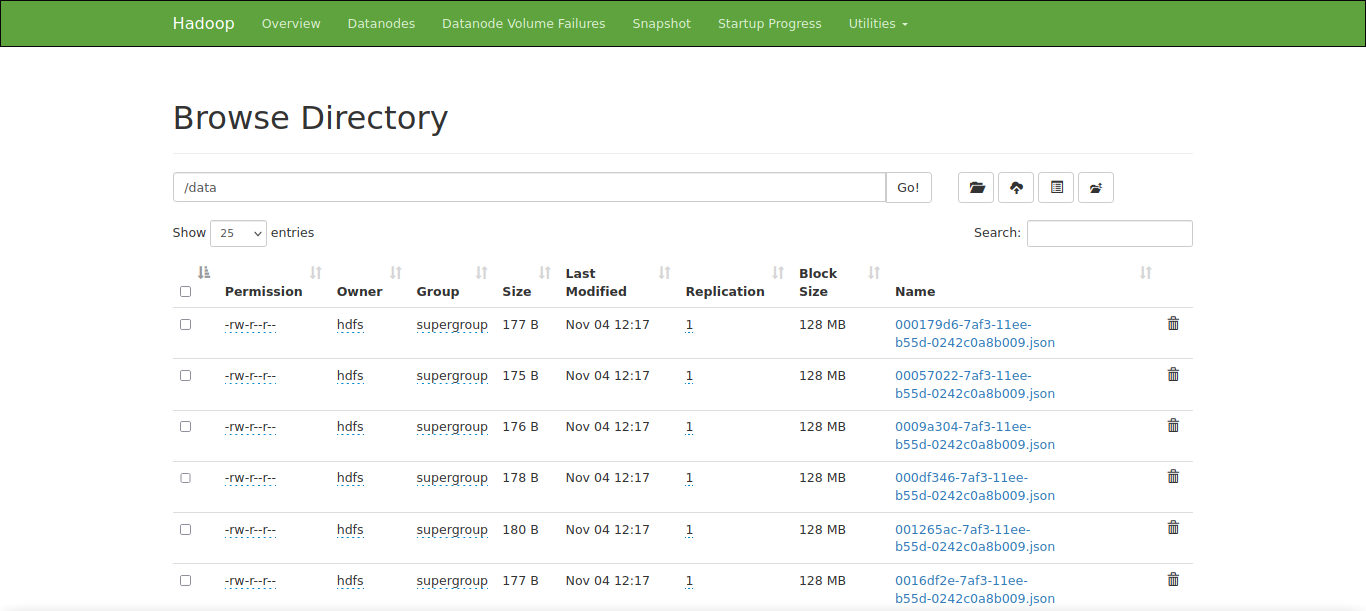 Hadoop Overview Datanodes Datanode Volume Failures Snapshot Startup Progress Utilities
Browse Directory
/data Go!
Show 25 entries Search:
Permission Owner Group Size Last Modified Replication Block Size Name
-rw-r--r-- hdfs supergroup 177 B Nov 04 12:17 1 128 MB 000179d6-7af3-11ee-
b55d-0242c0a8b009.json
-rw-r--r-- hdfs supergroup 175 B Nov 04 12:17 1 128 MB 00057022-7af3-11ee-
b55d-0242c0a8b009.json
-rw-r--r-- hdfs supergroup 176 B Nov 04 12:17 1 128 MB 0009a304-7af3-11ee-
b55d-0242c0a8b009.json
-rw-r--r-- hdfs supergroup 178 B Nov 04 12:17 1 128 MB 000df346-7af3-11ee-
b55d-0242c0a8b009.json
-rw-r--r-- hdfs supergroup 180 B Nov 04 12:17 1 128 MB 001265ac-7af3-11ee-
b55d-0242c0a8b009.json
-rw-r--r-- hdfs supergroup 177 B Nov 04 12:17 1 128 MB 0016df2e-7af3-11ee-
b55d-0242c0a8b009.json